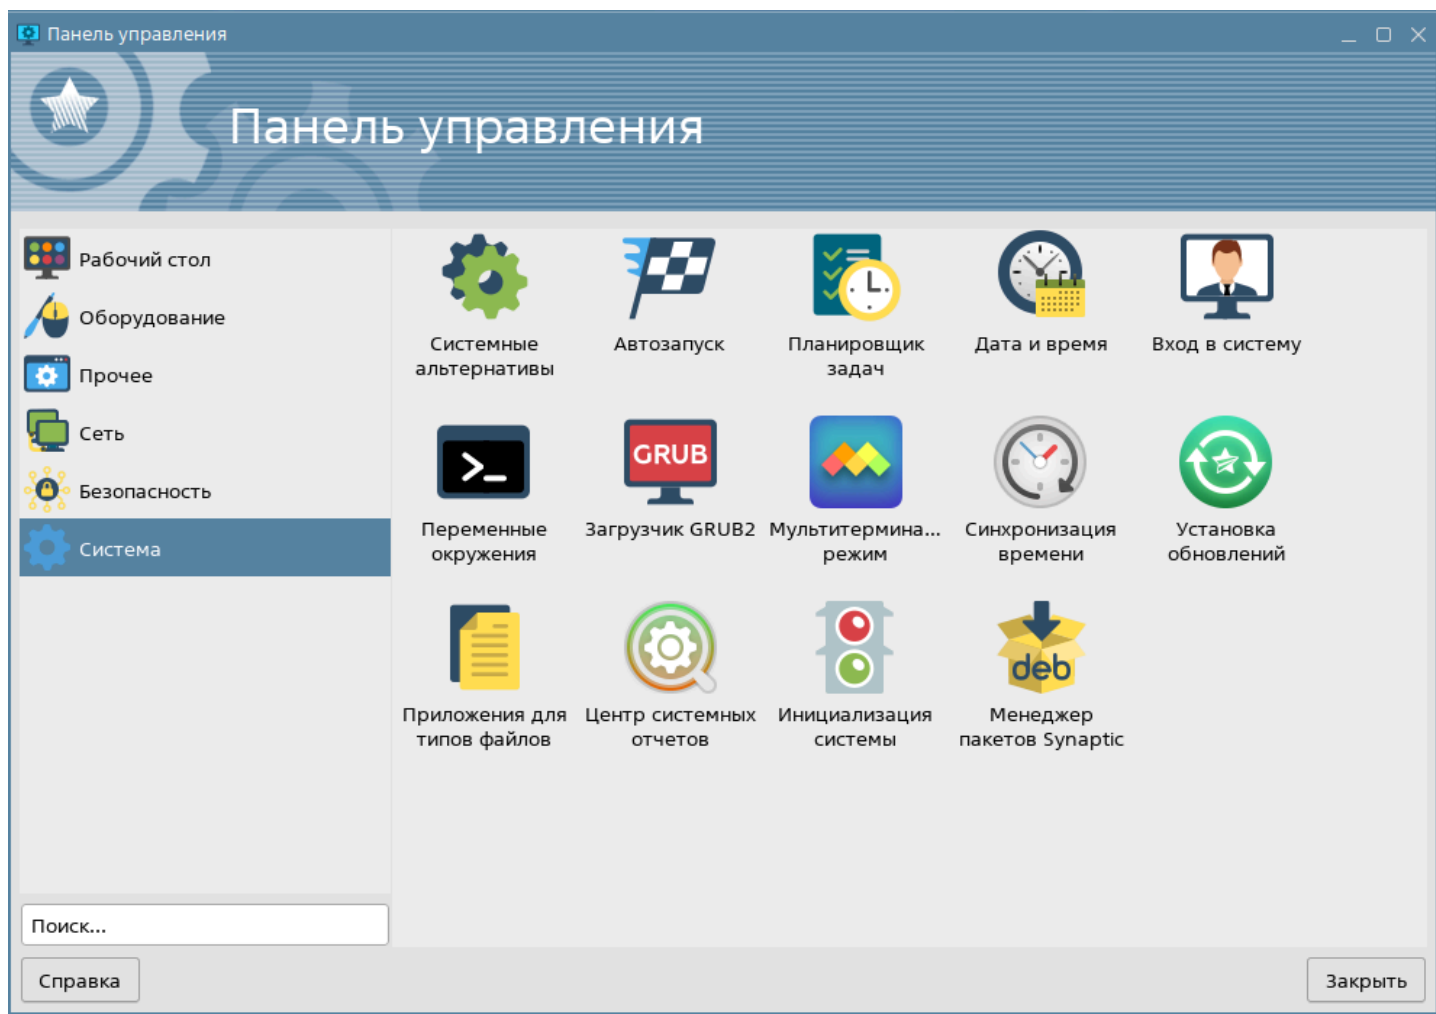 Панель управления
Панель управления
Рабочий стол
Оборудование
Прочее
Сеть
Безопасность
Система
Поиск...
Системные
альтернативы
Автозапуск
Планировщик
задач
Дата и время
Вход в систему
>_
Переменные
окружения
GRUB
Загрузчик GRUB2
Мультитермина...
режим
Синхронизация
времени
Установка
обновлений
Приложения для
типов файлов
Центр системных
отчетов
Инициализация
системы
deb
Менеджер
пакетов Synaptic
Справка
Закрыть